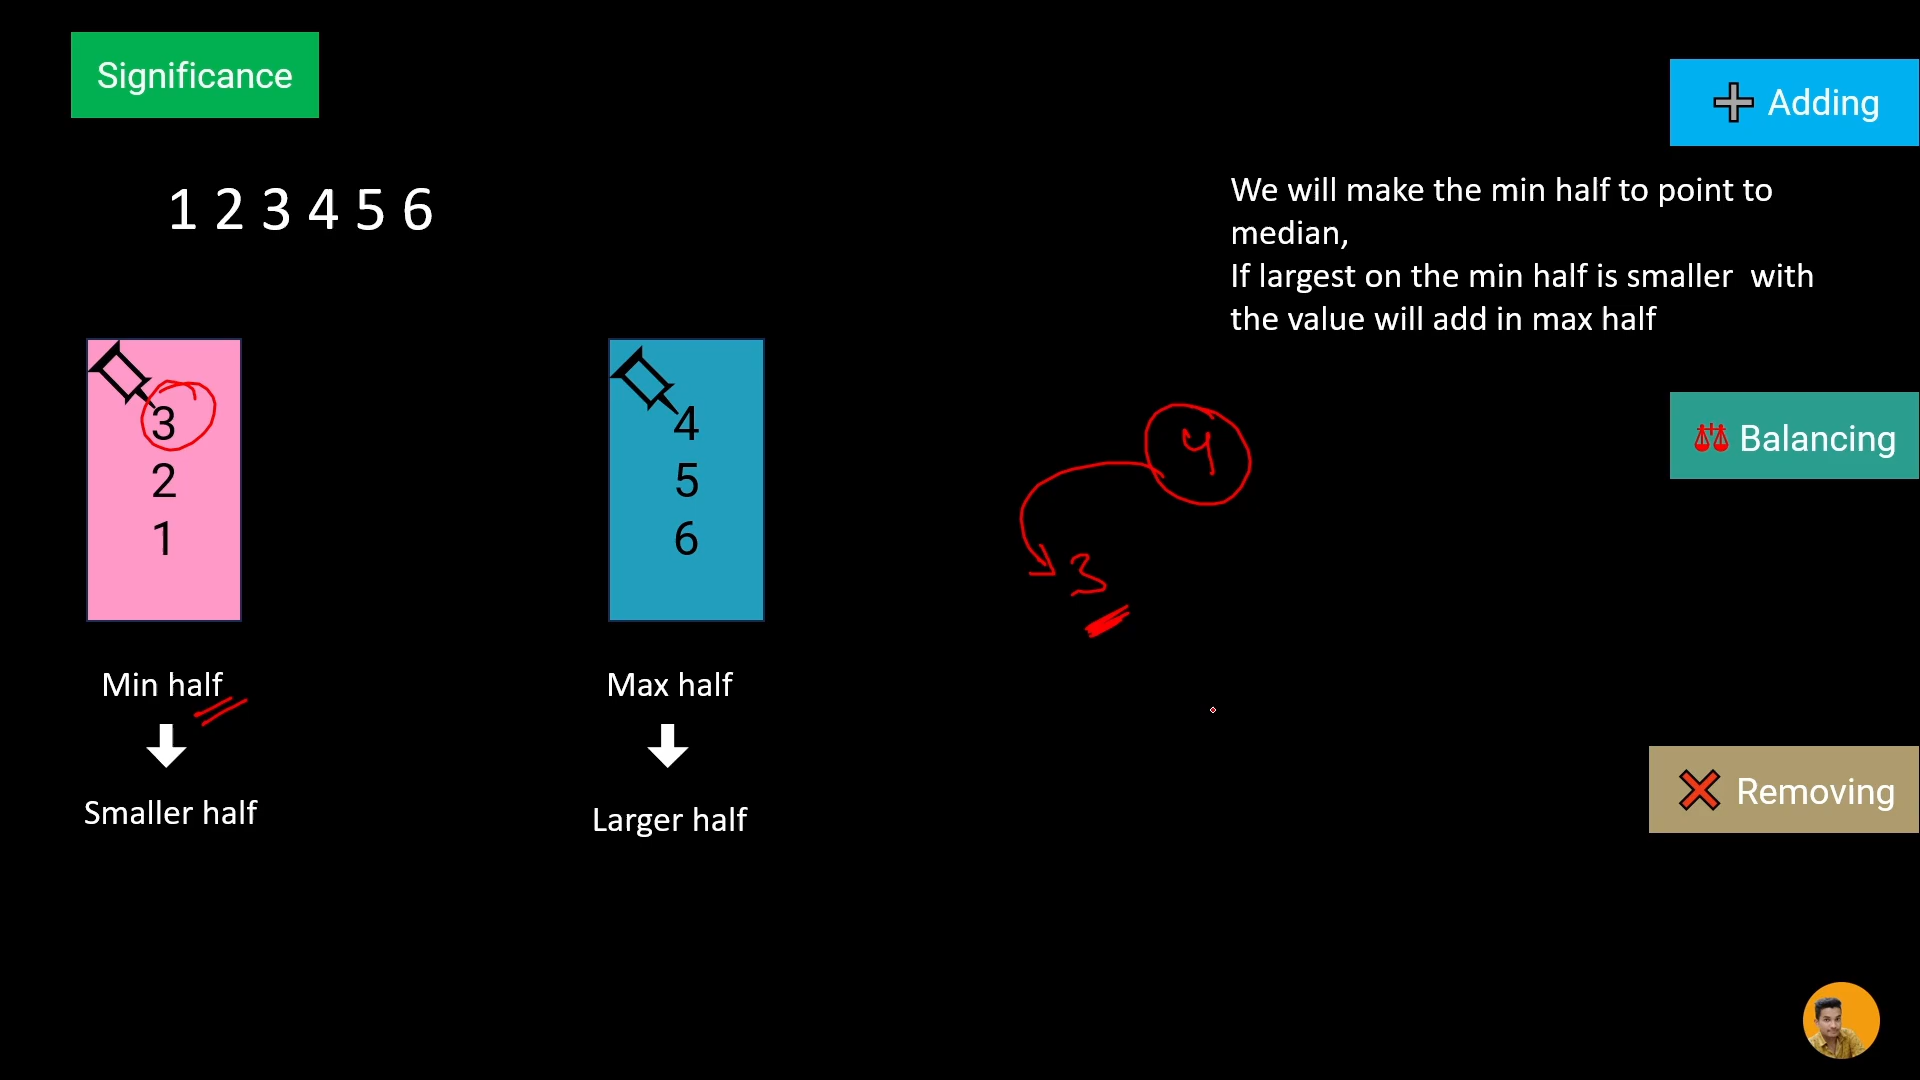 Significance
Adding
1 2 3 4 5 6
We will make the min half to point to
median,
If largest on the min half is smaller with
the value will add in max half
3
2
1
4
5
6
4
3
Balancing
Min half
Max half
Smaller half
Larger half
Removing